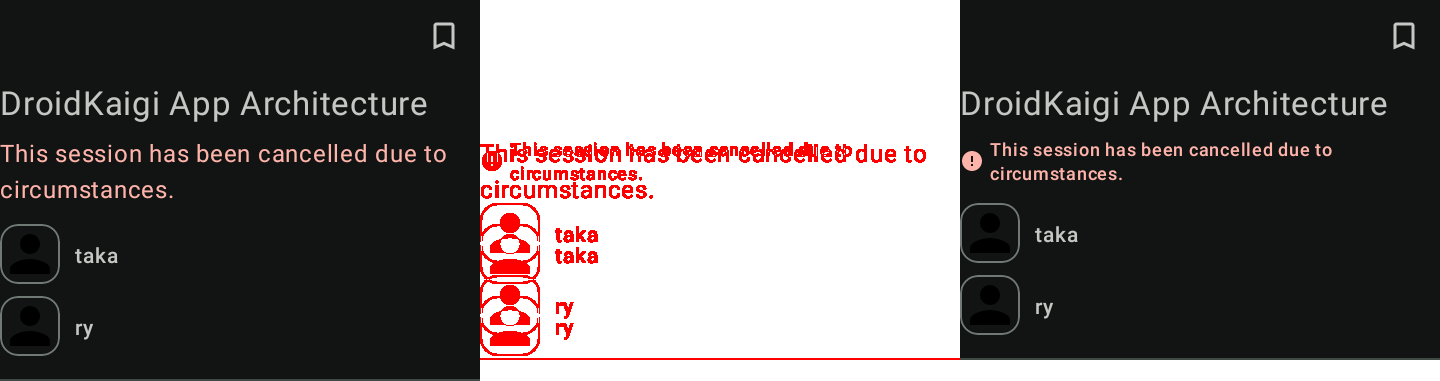 DroidKaigi App Architecture
This session has been cancelled due to
circumstances.
taka
ry
This session has been cancelled due to
This session has been cancelled due to
circumstances.
circumstances.
taka
taka
ry
ry
DroidKaigi App Architecture
This session has been cancelled due to
circumstances.
taka
ry